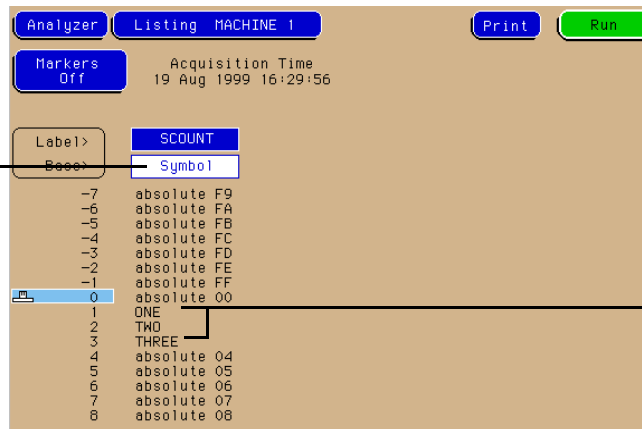 Analyzer Listing MACHINE 1 Print Run
Markers Off Acquisition Time
19 Aug 1999 16:29:56
Label> SCOUNT
Base> Symbol
-7 absolute F9
-6 absolute FA
-5 absolute FB
-4 absolute FC
-3 absolute FD
-2 absolute FE
-1 absolute FF
0 absolute 00
1 ONE
2 TWO
3 THREE
4 absolute 04
5 absolute 05
6 absolute 06
7 absolute 07
8 absolute 08